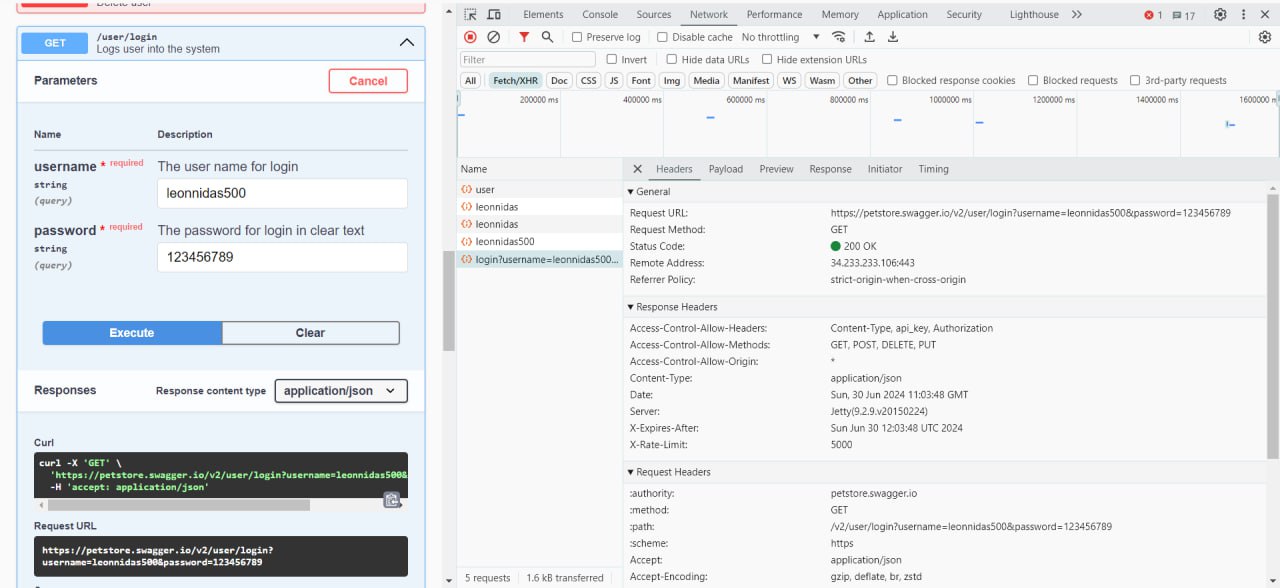 Delete user
GET
/user/login
Logs user into the system
Parameters
Cancel
Name Description
username * required
string
(query)
The user name for login
leonnidas500
password * required
string
(query)
The password for login in clear text
123456789
Execute
Clear
Responses
Response content type
application/json
Curl
curl -X 'GET' \
'https://petstore.swagger.io/v2/user/login?username=leonnidas500&
-H 'accept: application/json'
Request URL
https://petstore.swagger.io/v2/user/login?
username=leonnidas500&password=123456789
Elements Console Sources Network Performance Memory Application Security Lighthouse 1 17
Preserve log Disable cache No throttling
Filter Invert Hide data URLs Hide extension URLs
All Fetch/XHR Doc CSS JS Font Img Media Manifest WS Wasm Other Blocked response cookies Blocked requests 3rd-party requests
200000 ms 400000 ms 600000 ms 800000 ms 1000000 ms 1200000 ms 1400000 ms 1600000 m
Name
user
leonnidas
leonnidas
leonnidas500
login?username=leonnidas500...
5 requests 1.6 kB transferred
Headers Payload Preview Response Initiator Timing
General
Request URL: https://petstore.swagger.io/v2/user/login?username=leonnidas500&password=123456789
Request Method: GET
Status Code: 200 OK
Remote Address: 34.233.233.106:443
Referrer Policy: strict-origin-when-cross-origin
Response Headers
Access-Control-Allow-Headers: Content-Type, api_key, Authorization
Access-Control-Allow-Methods: GET, POST, DELETE, PUT
Access-Control-Allow-Origin: *
Content-Type: application/json
Date: Sun, 30 Jun 2024 11:03:48 GMT
Server: Jetty(9.2.9.v20150224)
X-Expires-After: Sun Jun 30 12:03:48 UTC 2024
X-Rate-Limit: 5000
Request Headers
:authority: petstore.swagger.io
:method: GET
:path: /v2/user/login?username=leonnidas500&password=123456789
:scheme: https
Accept: application/json
Accept-Encoding: gzip, deflate, br, zstd